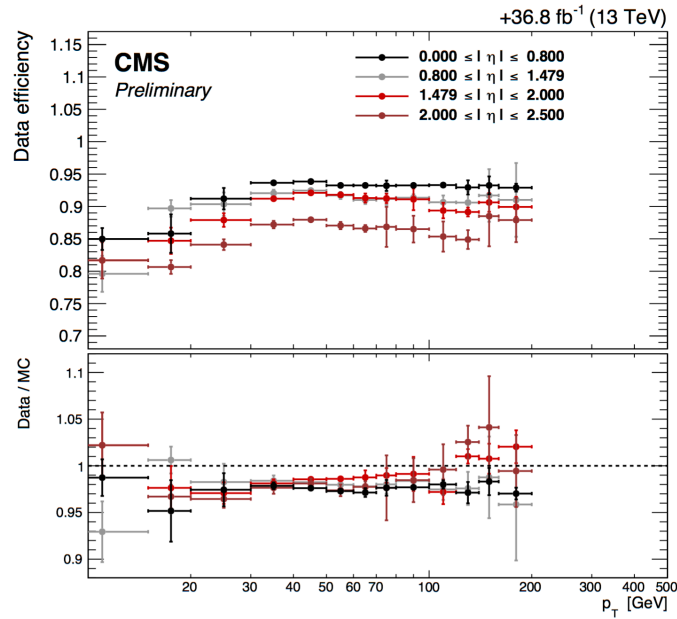 +36.8 fb⁻¹ (13 TeV)
CMS
Preliminary
0.000 ≤ | η | ≤ 0.800
0.800 ≤ | η | ≤ 1.479
1.479 ≤ | η | ≤ 2.000
2.000 ≤ | η | ≤ 2.500
Data efficiency
1.15
1.1
1.05
1
0.95
0.9
0.85
0.8
0.75
0.7
Data / MC
1.1
1.05
1
0.95
0.9
20 30 40 50 60 70 100 200 300 400 500
p_T [GeV]